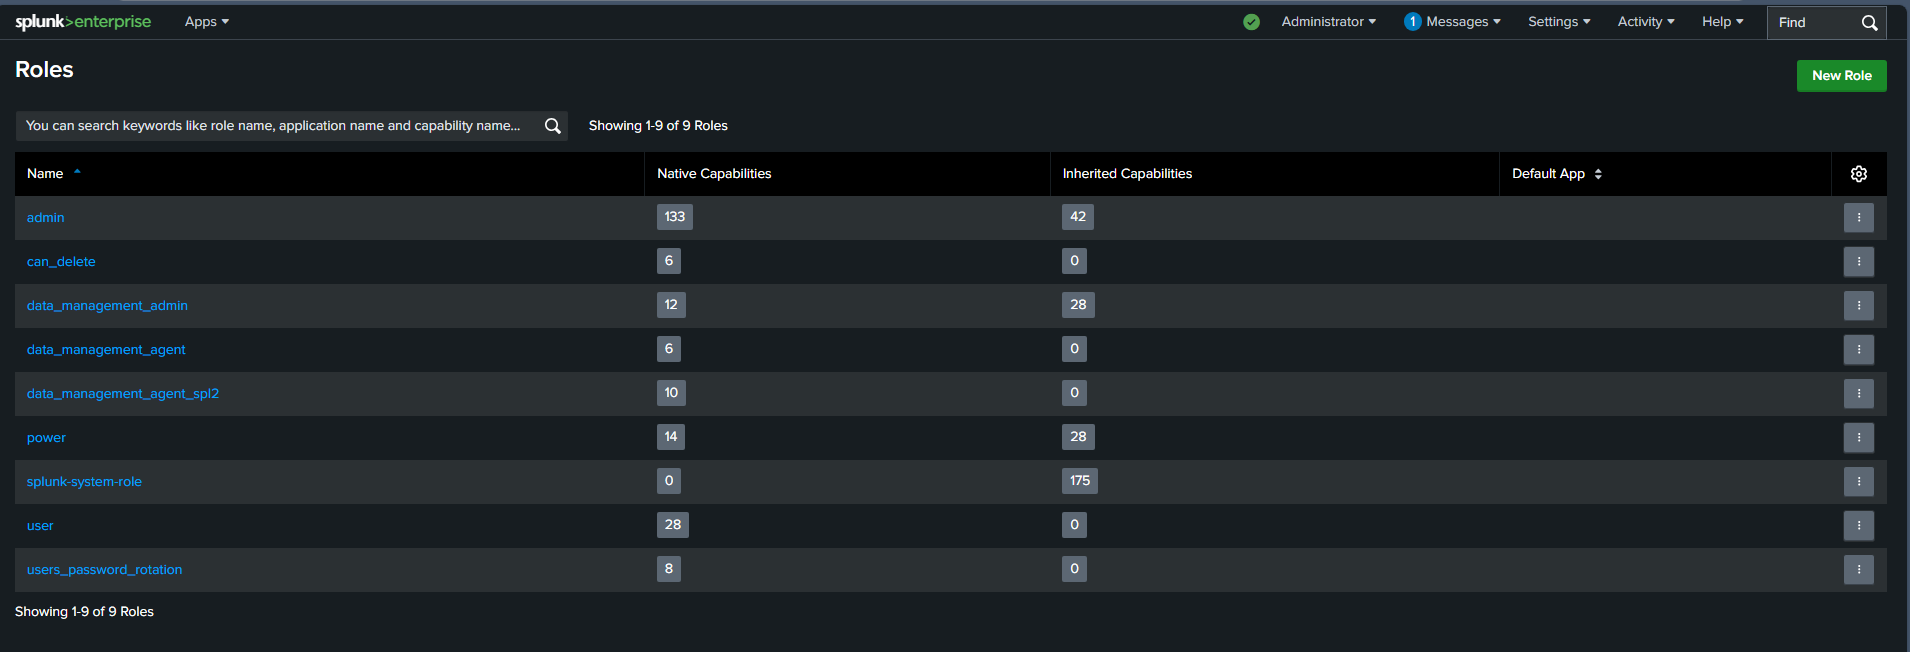 splunk>enterprise Apps Administrator 1 Messages Settings Activity Help Find
Roles
New Role
You can search keywords like role name, application name and capability name... Showing 1-9 of 9 Roles
Name Native Capabilities Inherited Capabilities Default App
admin 133 42
can_delete 6 0
data_management_admin 12 28
data_management_agent 6 0
data_management_agent_spl2 10 0
power 14 28
splunk-system-role 0 175
user 28 0
users_password_rotation 8 0
Showing 1-9 of 9 Roles